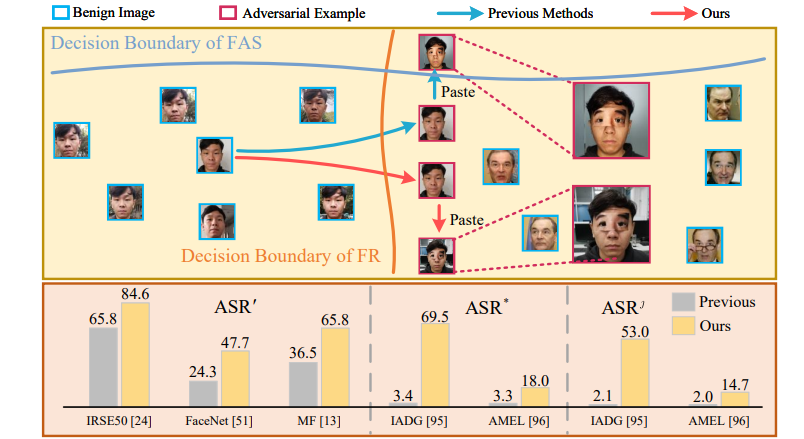 Benign Image Adversarial Example Previous Methods Ours
Decision Boundary of FAS
Paste
Paste
Decision Boundary of FR
ASR′ ASR* ASRᴶ
Previous
Ours
65.8 84.6 24.3 47.7 36.5 65.8 3.4 69.5 3.3 18.0 2.1 53.0 2.0 14.7
IRSE50 [24] FaceNet [51] MF [13] IADG [95] AMEL [96] IADG [95] AMEL [96]